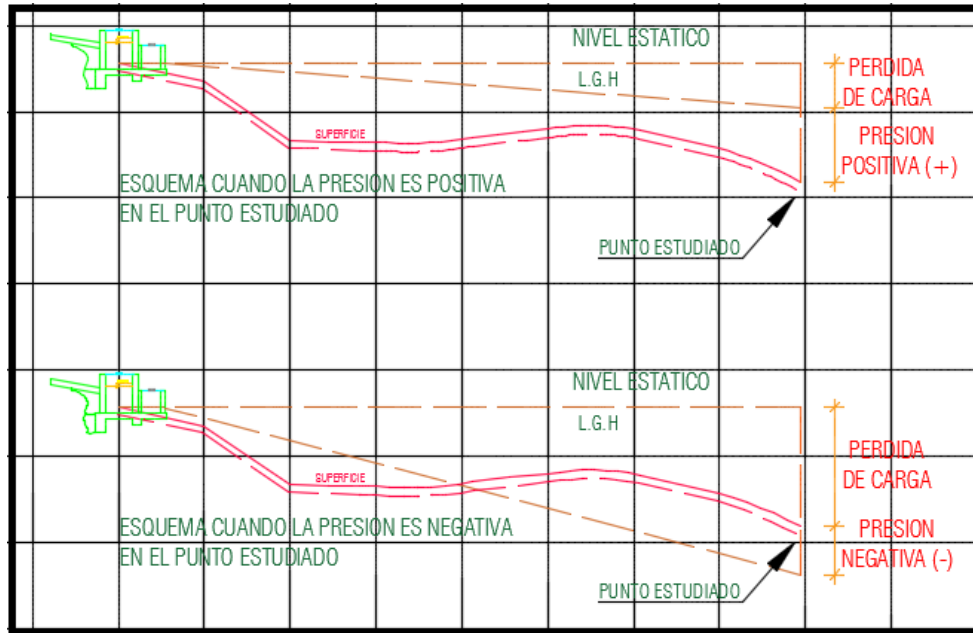 NIVEL ESTÁTICO
L.G.H
PERDIDA
DE CARGA
SUPERFICIE
PRESION
POSITIVA (+)
ESQUEMA CUANDO LA PRESION ES POSITIVA
EN EL PUNTO ESTUDIADO
PUNTO ESTUDIADO
NIVEL ESTÁTICO
L.G.H
PERDIDA
DE CARGA
SUPERFICIE
ESQUEMA CUANDO LA PRESION ES NEGATIVA
EN EL PUNTO ESTUDIADO
PRESION
NEGATIVA (-)
PUNTO ESTUDIADO